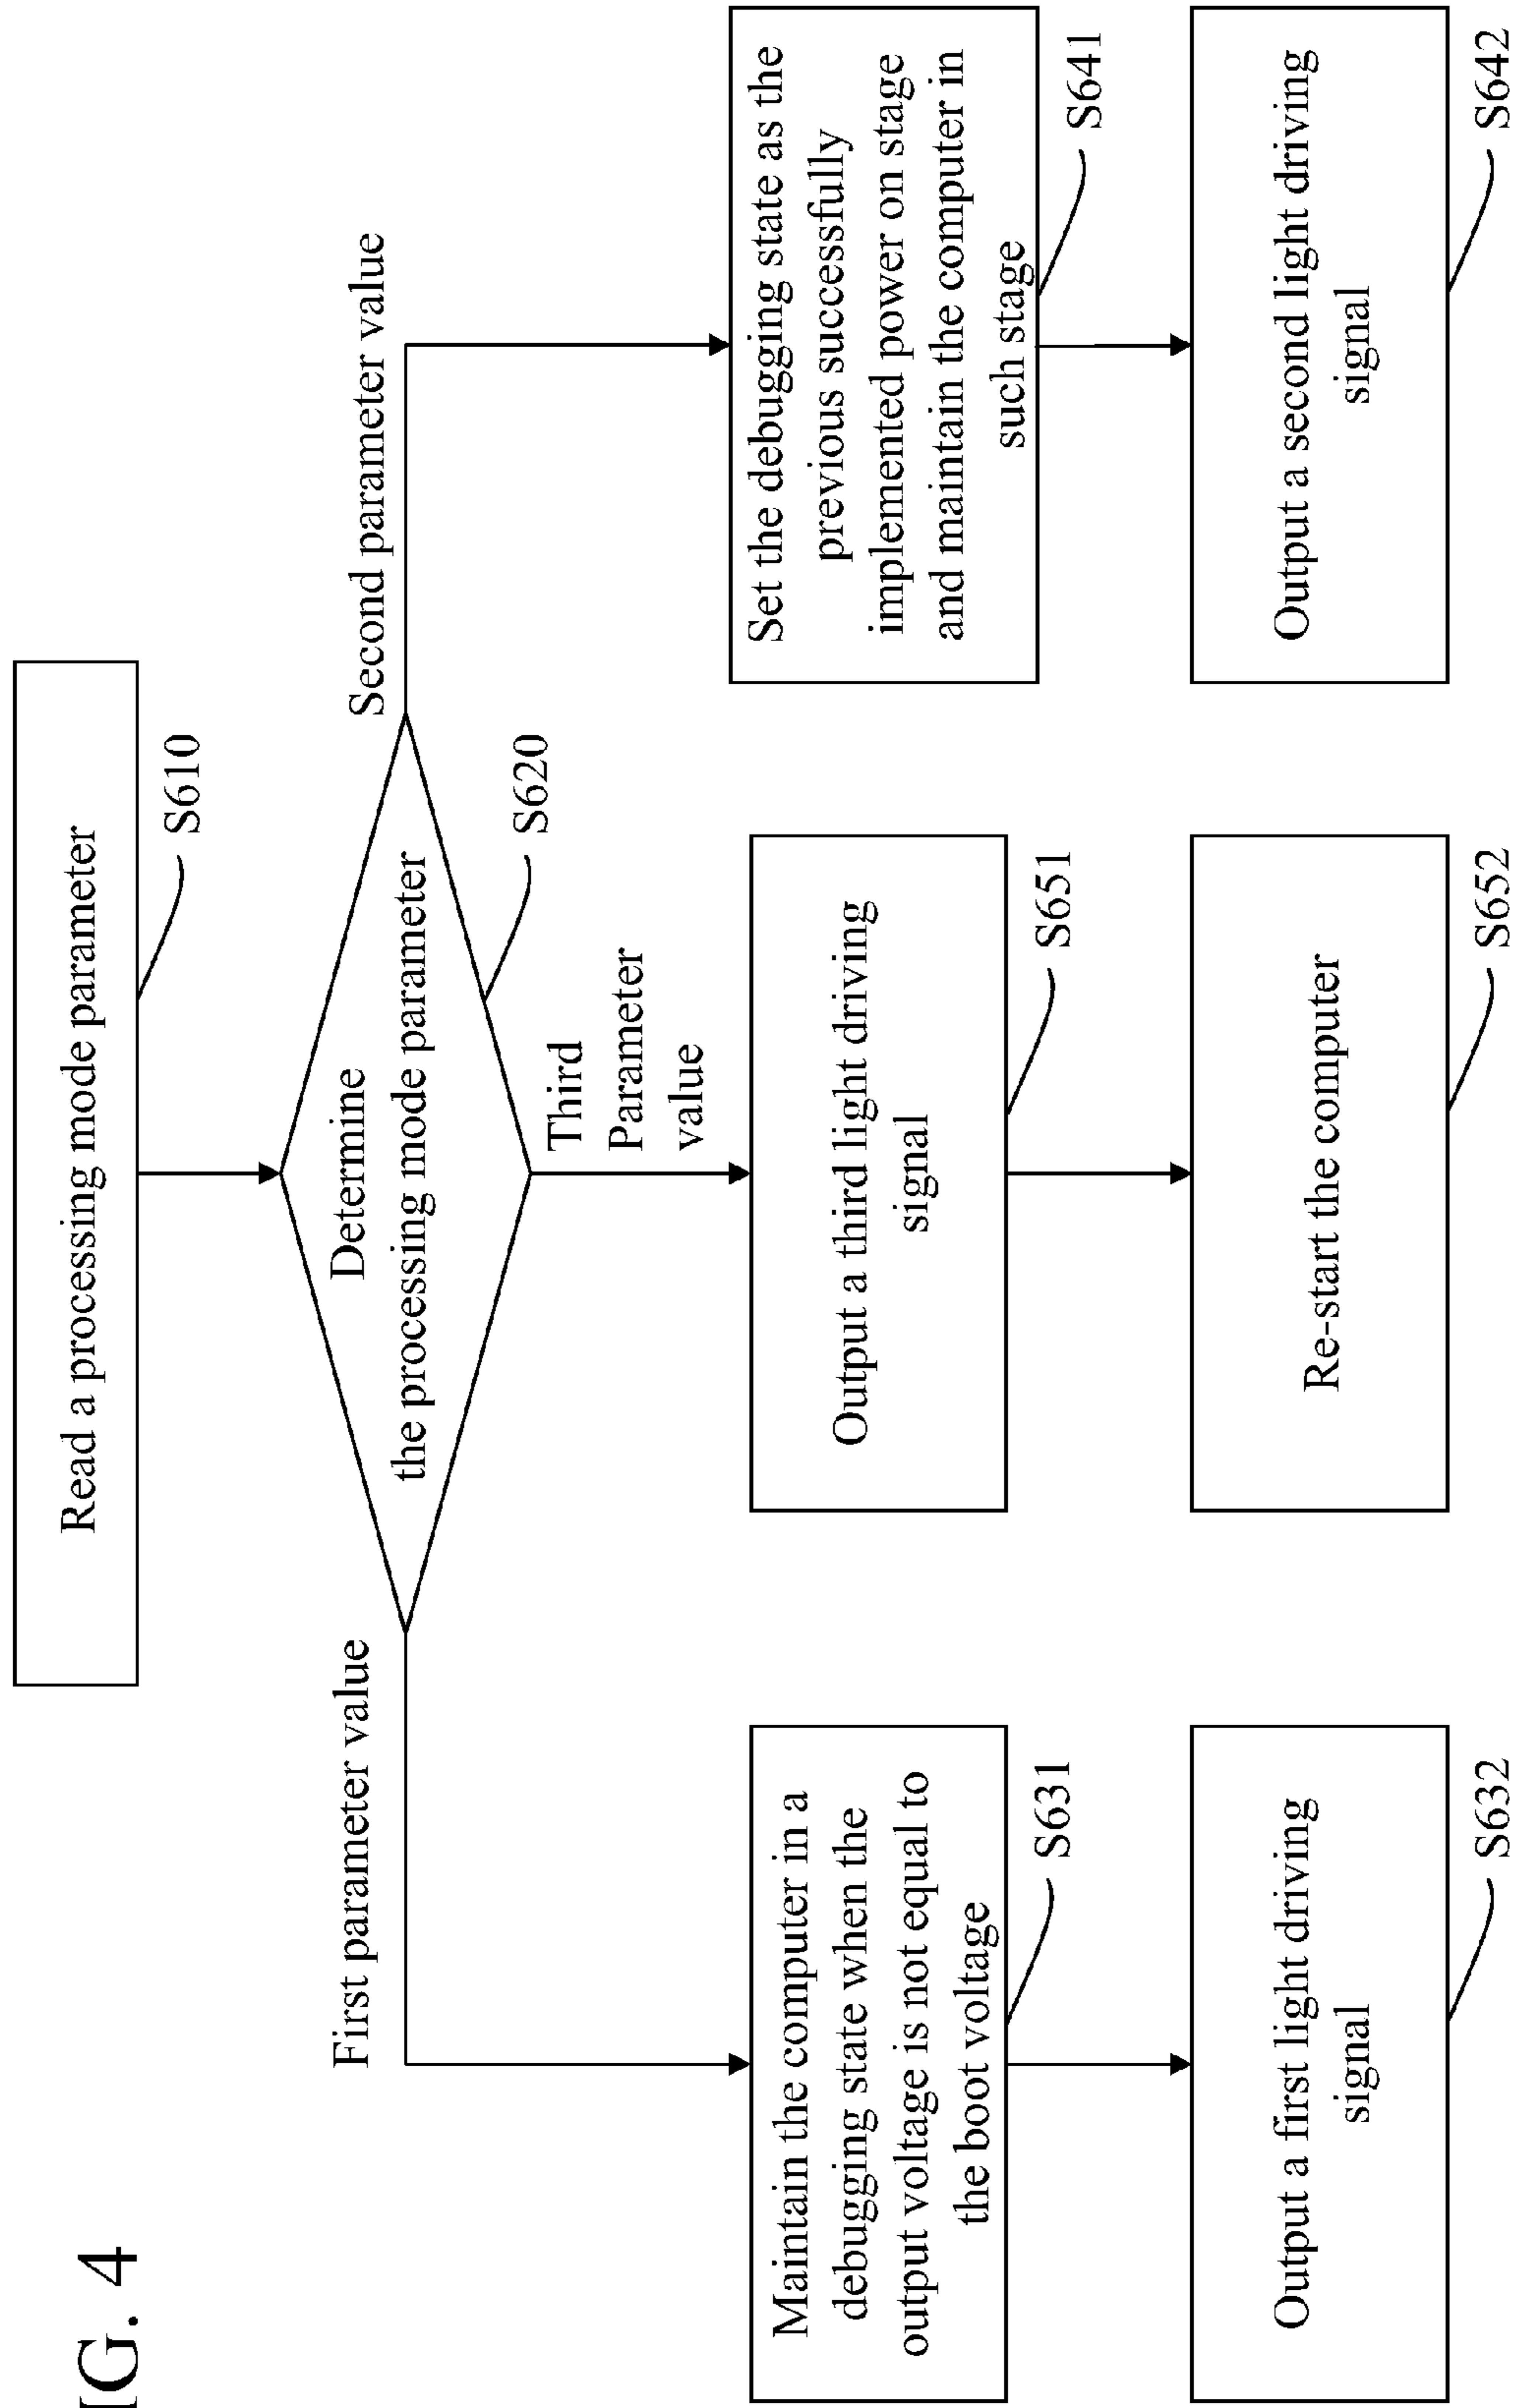 IG. 4
Read a processing mode parameter
S610
Determine
the processing mode parameter
S620
First parameter value
Third
Parameter
value
Second parameter value
Maintain the computer in a
debugging state when the
output voltage is not equal to
the boot voltage
S631
Output a first light driving
signal
S632
Output a third light driving
signal
S651
Re-start the computer
S652
Set the debugging state as the
previous successfully
implemented power on stage
and maintain the computer in
such stage
S641
Output a second light driving
signal
S642